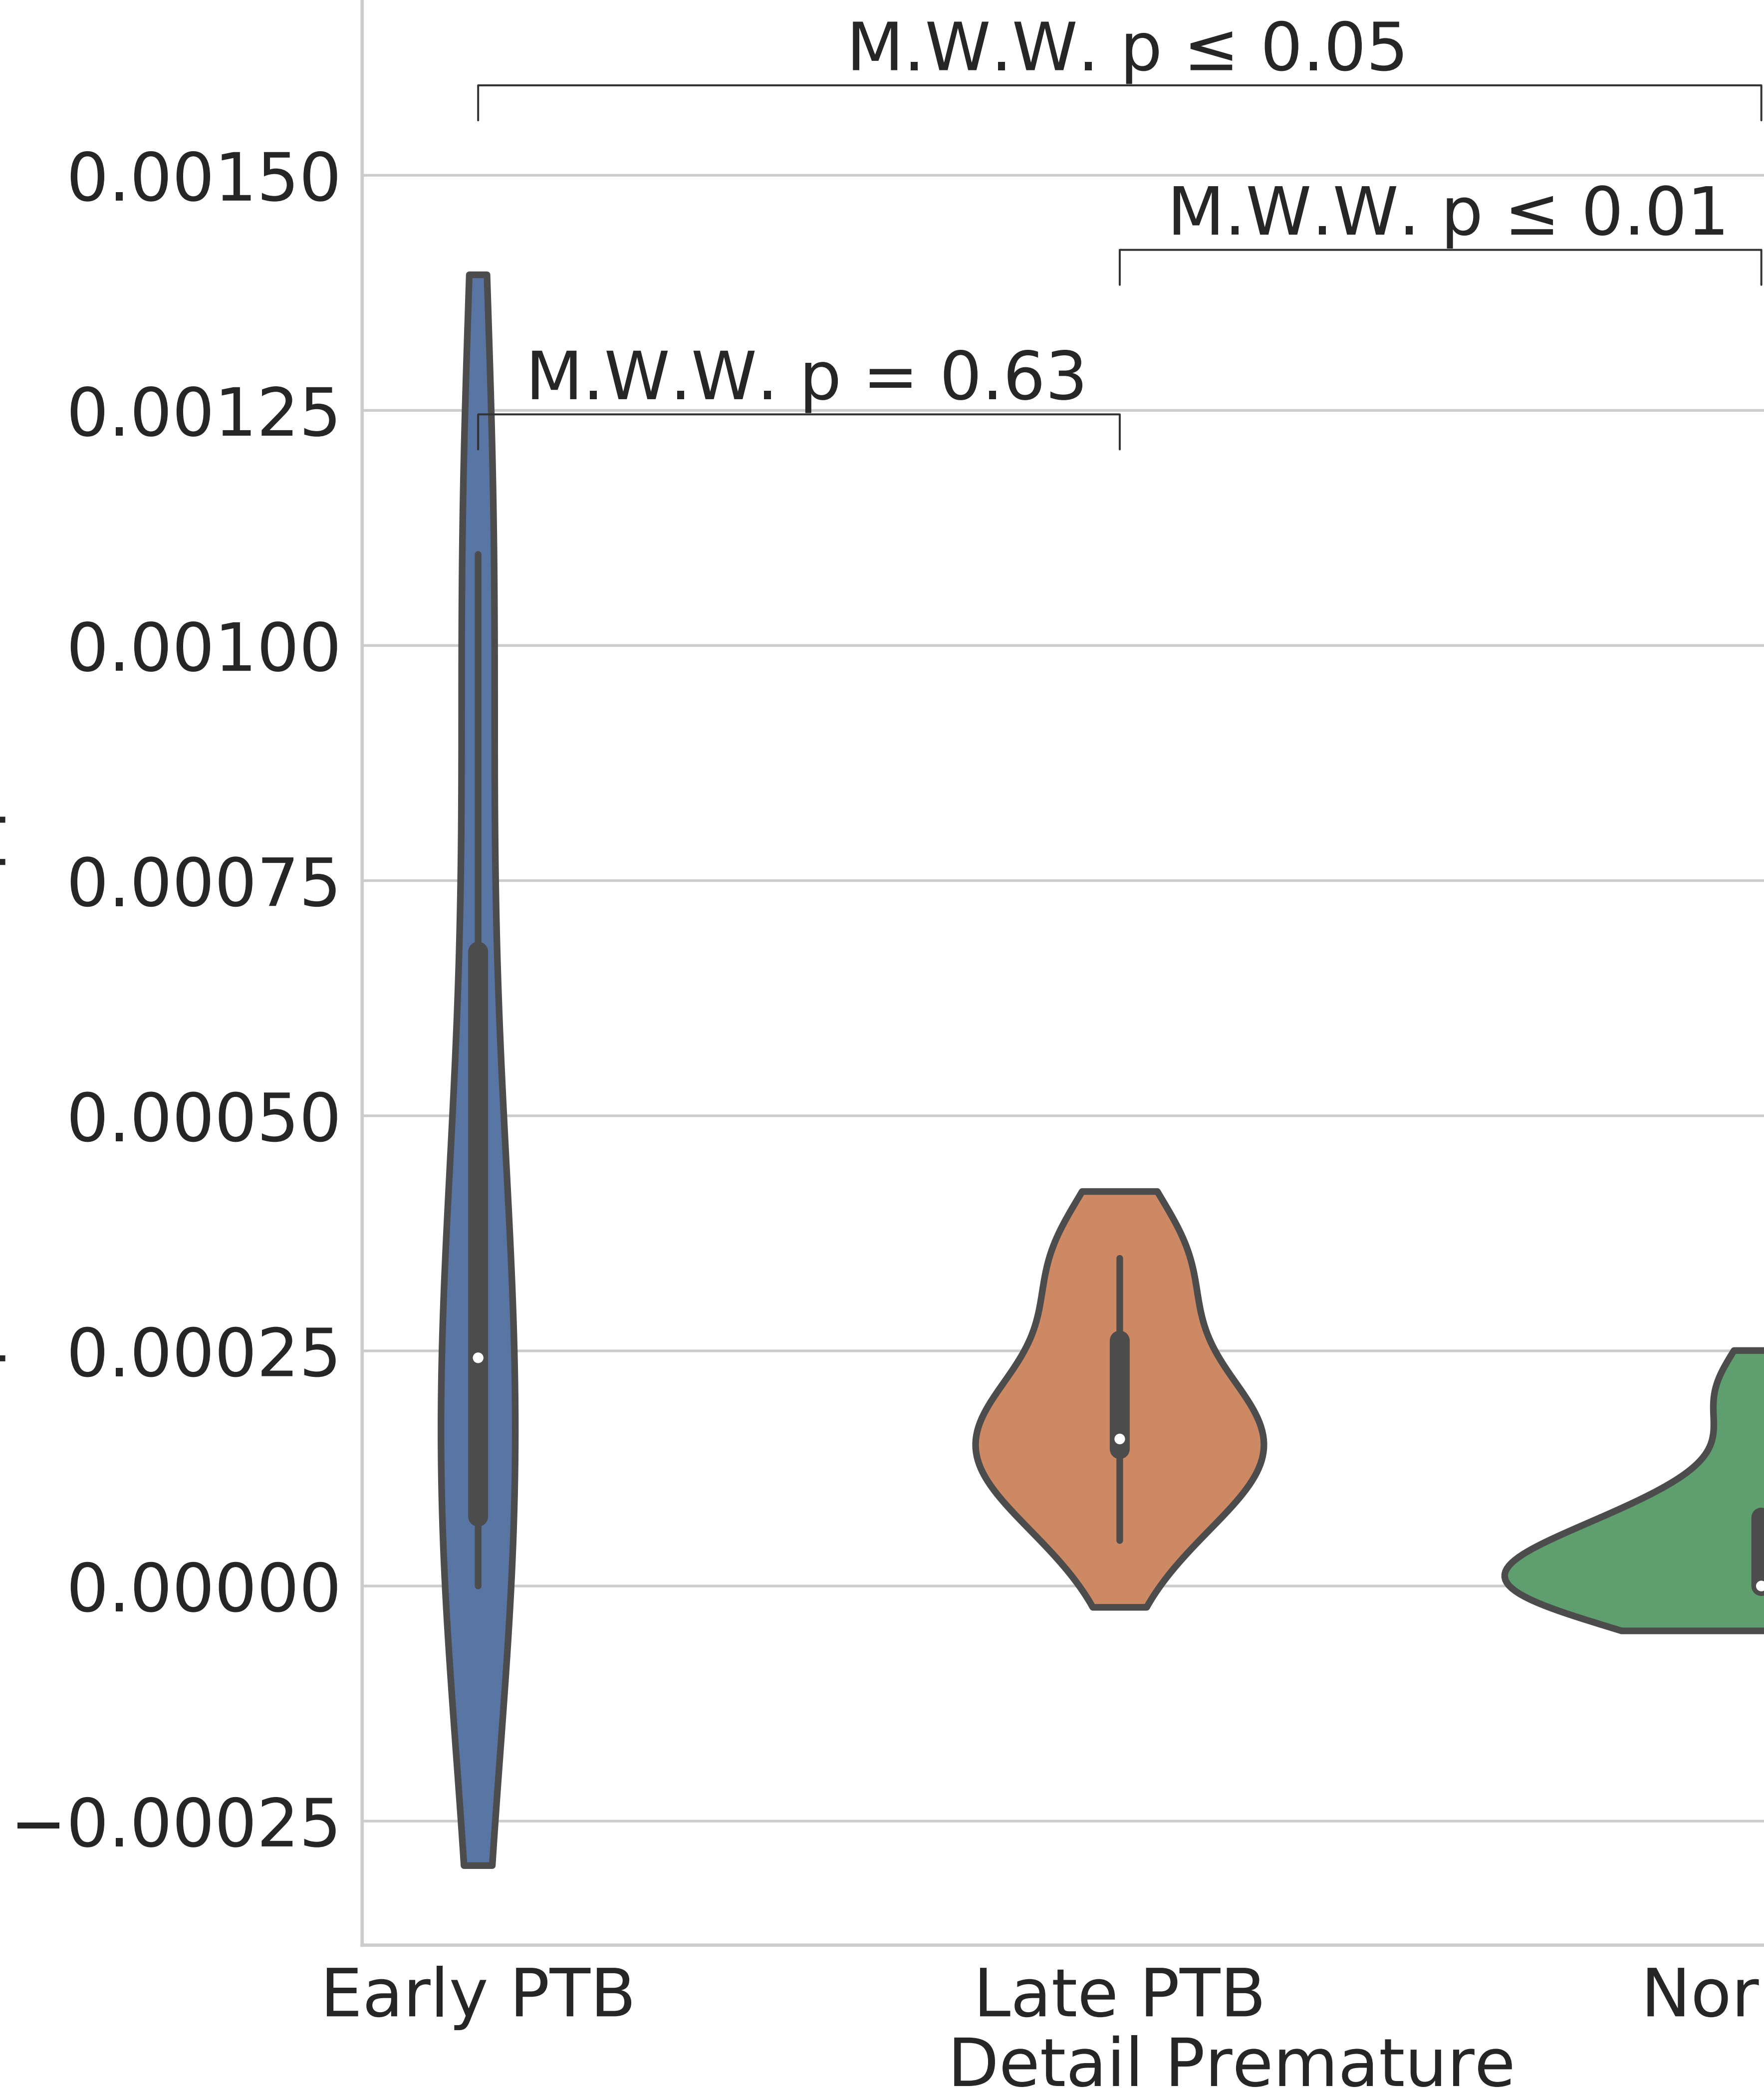 M.W.W. p ≤ 0.05
0.00150
M.W.W. p ≤ 0.01
M.W.W. p = 0.63
0.00125
0.00100
0.00075
0.00050
0.00025
0.00000
−0.00025
Early PTB
Late PTB
Nor
Detail Premature